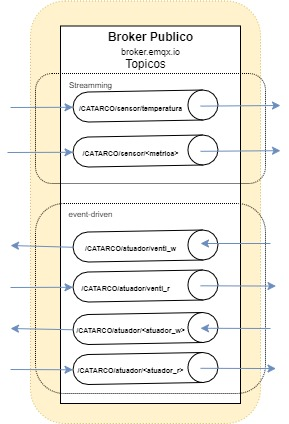 Broker Publico
broker.emqx.io
Topicos
Streamming
/CATARCO/sensor/temperatura
/CATARCO/sensor/<metrica>
event-driven
/CATARCO/atuador/venti_w
/CATARCO/atuador/venti_r
/CATARCO/atuador/<atuador_w>
/CATARCO/atuador/<atuador_r>